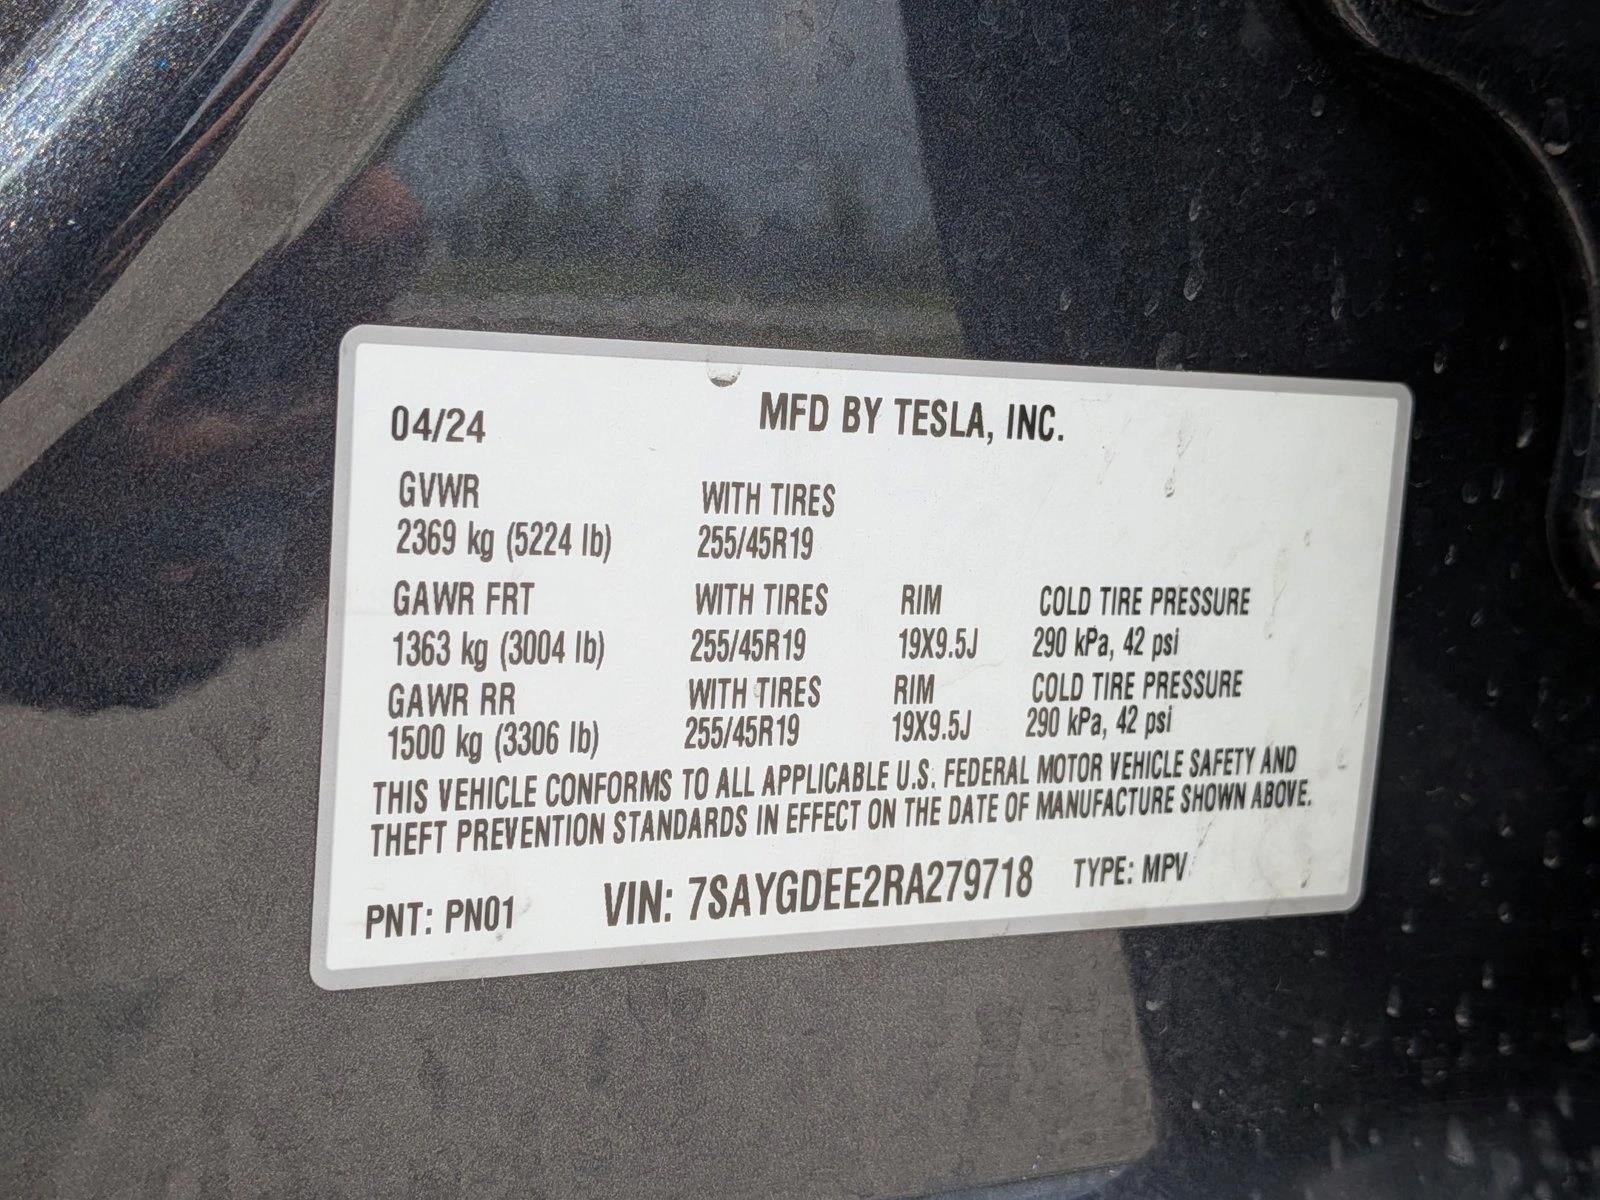 04/24 MFD BY TESLA, INC.
GVWR WITH TIRES
2369 kg (5224 lb) 255/45R19
GAWR FRT WITH TIRES RIM COLD TIRE PRESSURE
1363 kg (3004 lb) 255/45R19 19X9.5J 290 kPa, 42 psi
GAWR RR WITH TIRES RIM COLD TIRE PRESSURE
1500 kg (3306 lb) 255/45R19 19X9.5J 290 kPa, 42 psi
THIS VEHICLE CONFORMS TO ALL APPLICABLE U.S. FEDERAL MOTOR VEHICLE SAFETY AND
THEFT PREVENTION STANDARDS IN EFFECT ON THE DATE OF MANUFACTURE SHOWN ABOVE.
PNT: PN01 VIN: 7SAYGDEE2RA279718 TYPE: MPV